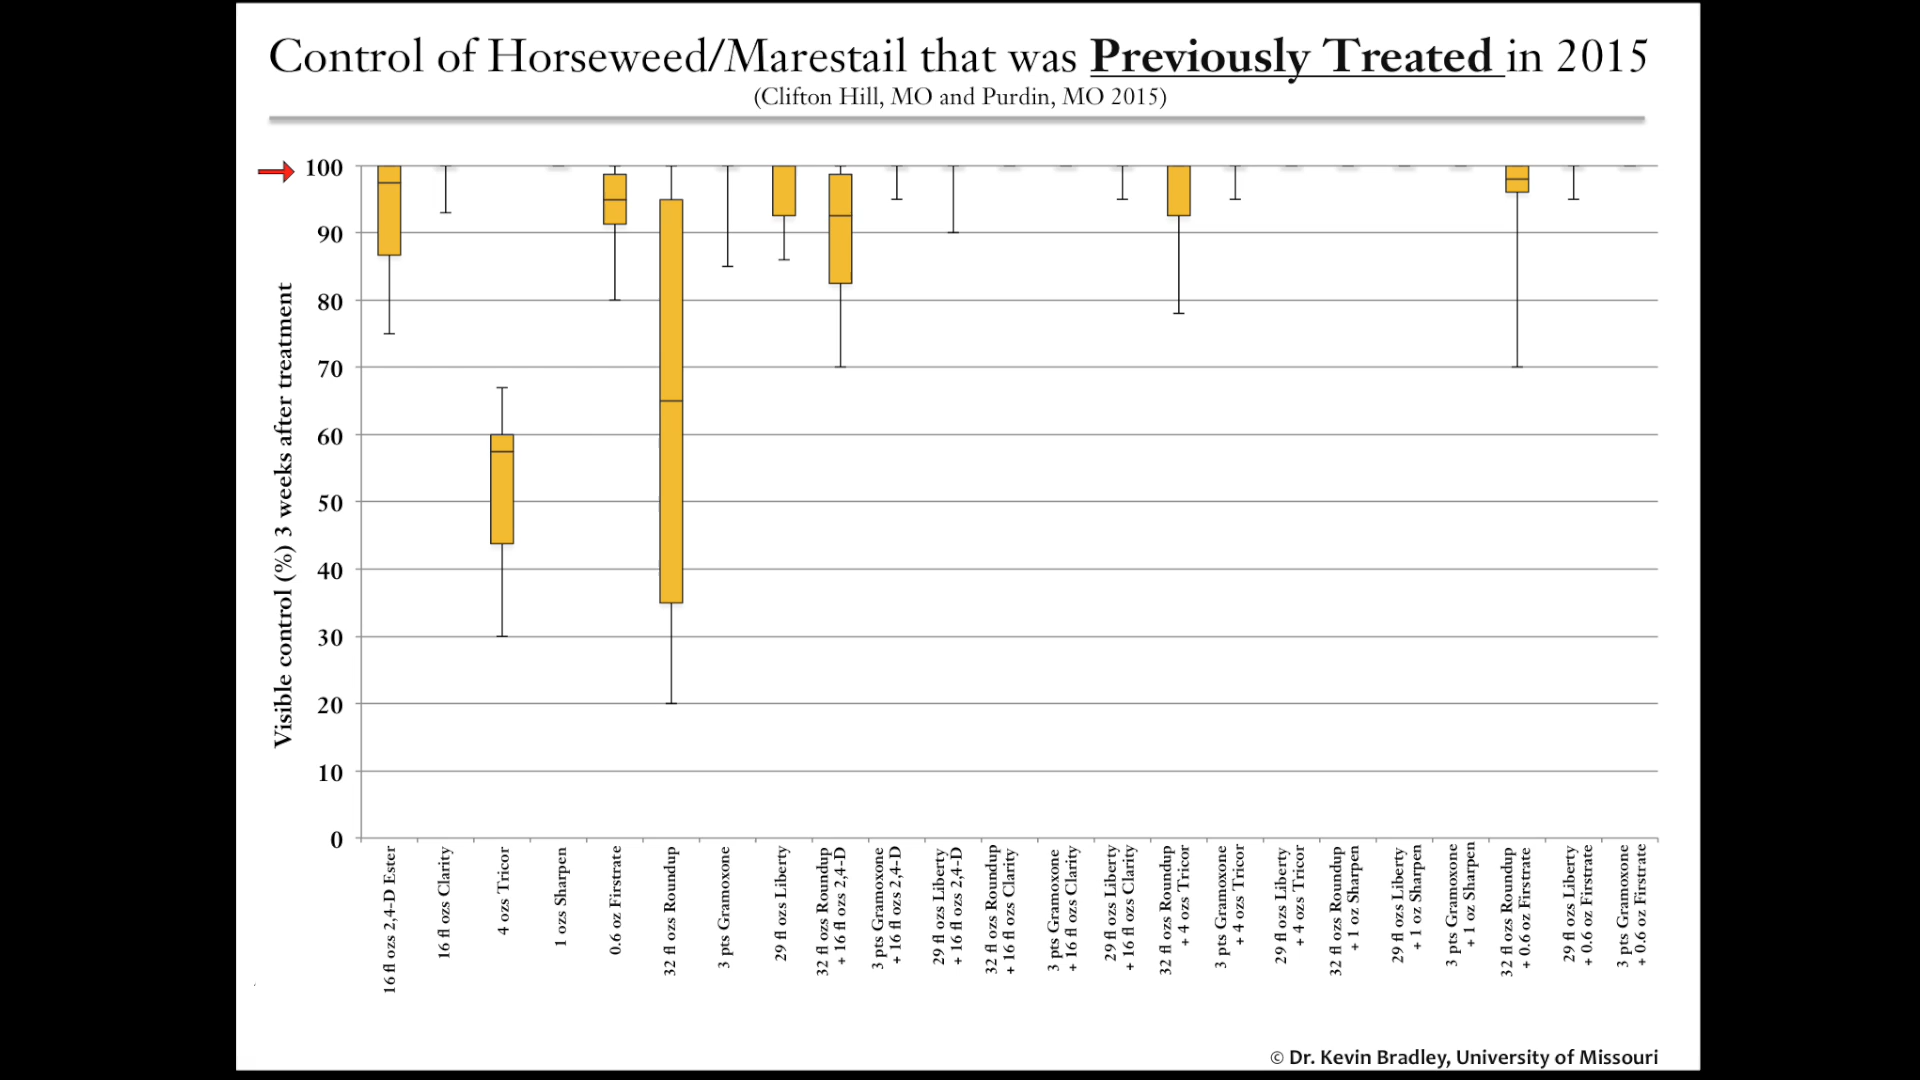 Control of Horseweed/Marestail that was Previously Treated in 2015
(Clifton Hill, MO and Purdin, MO 2015)
Visible control (%) 3 weeks after treatment
100
90
80
70
60
50
40
30
20
10
0
16 fl ozs 2,4-D Ester
16 fl ozs Clarity
4 ozs Tricor
1 ozs Sharpen
0.6 oz Firstrate
32 fl ozs Roundup
3 pts Gramoxone
29 fl ozs Liberty
32 fl ozs Roundup
+ 16 fl ozs 2,4-D
3 pts Gramoxone
+ 16 fl ozs 2,4-D
29 fl ozs Liberty
+ 16 fl ozs 2,4-D
32 fl ozs Roundup
+ 16 fl ozs Clarity
3 pts Gramoxone
+ 16 fl ozs Clarity
29 fl ozs Liberty
+ 16 fl ozs Clarity
32 fl ozs Roundup
+ 4 ozs Tricor
3 pts Gramoxone
+ 4 ozs Tricor
29 fl ozs Liberty
+ 4 ozs Tricor
32 fl ozs Roundup
+ 1 oz Sharpen
29 fl ozs Liberty
+ 1 oz Sharpen
3 pts Gramoxone
+ 1 oz Sharpen
32 fl ozs Roundup
+ 0.6 oz Firstrate
29 fl ozs Liberty
+ 0.6 oz Firstrate
3 pts Gramoxone
+ 0.6 oz Firstrate
© Dr. Kevin Bradley, University of Missouri